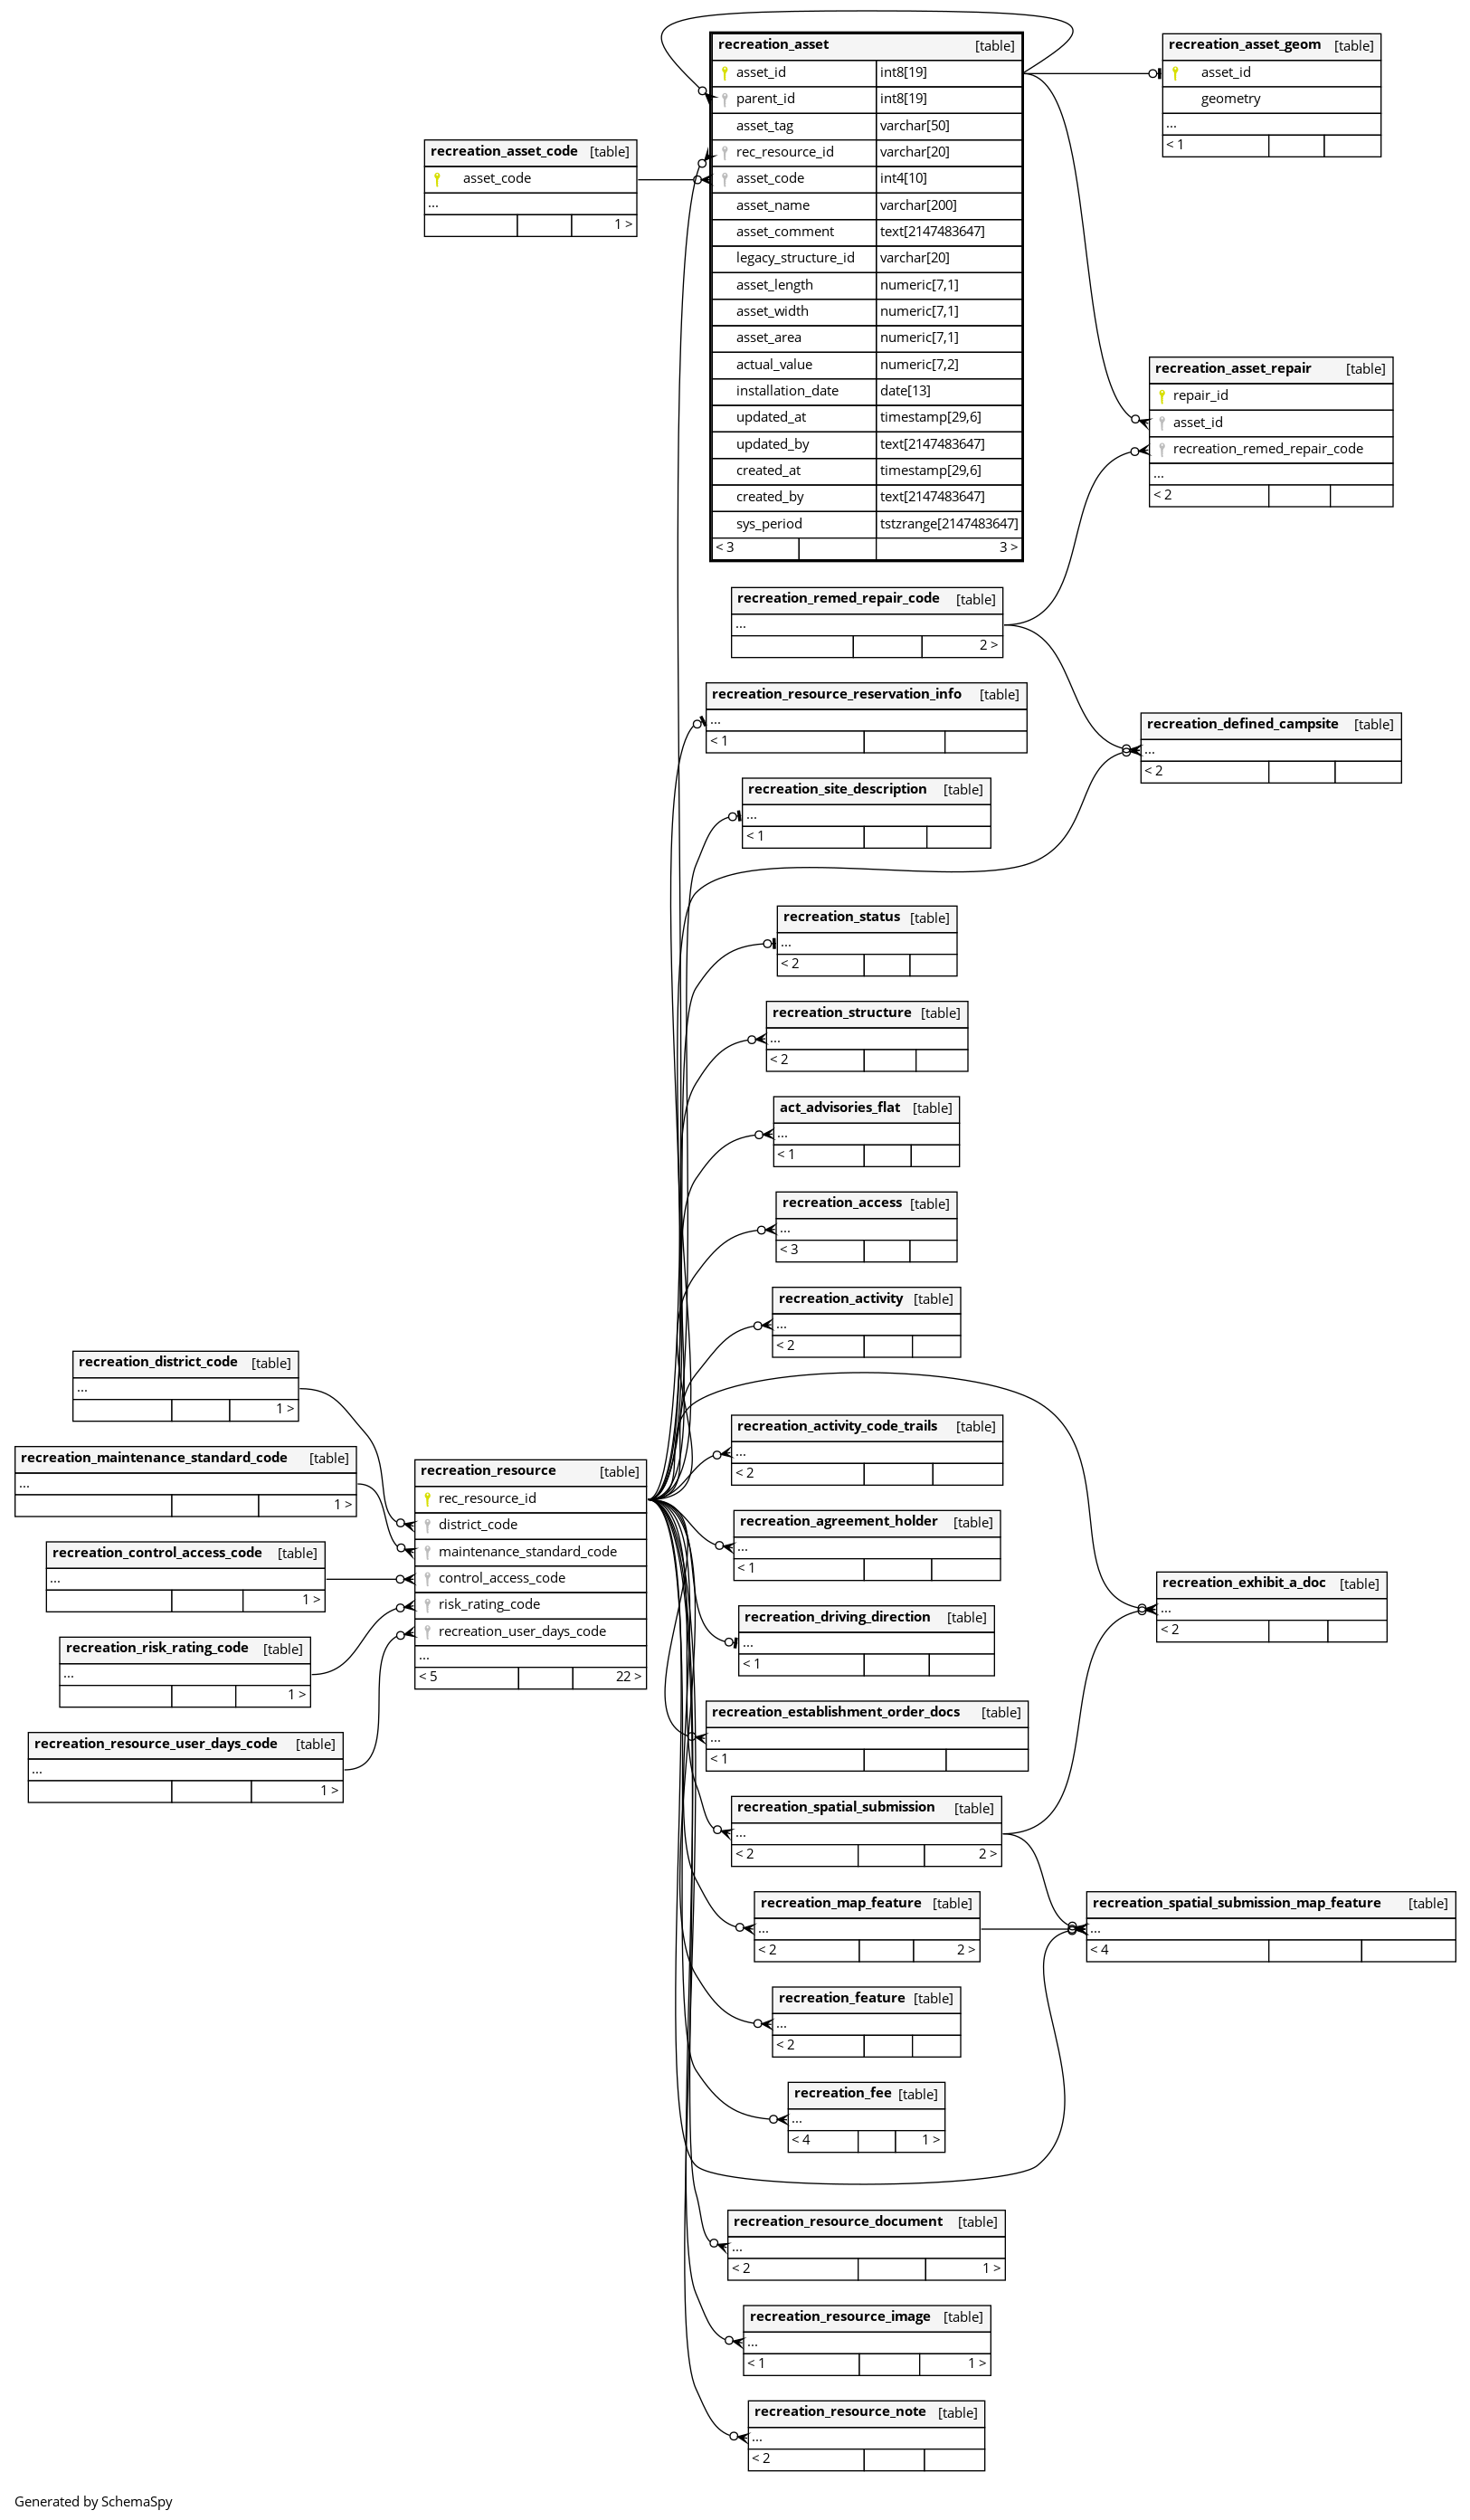 recreation_asset [table]
asset_id int8[19]
parent_id int8[19]
asset_tag varchar[50]
rec_resource_id varchar[20]
asset_code int4[10]
asset_name varchar[200]
asset_comment text[2147483647]
legacy_structure_id varchar[20]
asset_length numeric[7,1]
asset_width numeric[7,1]
asset_area numeric[7,1]
actual_value numeric[7,2]
installation_date date[13]
updated_at timestamp[29,6]
updated_by text[2147483647]
created_at timestamp[29,6]
created_by text[2147483647]
sys_period tstzrange[2147483647]
< 3 3 >
recreation_asset_geom [table]
asset_id
geometry
...
< 1
recreation_asset_code [table]
asset_code
...
1 >
recreation_asset_repair [table]
repair_id
asset_id
recreation_remed_repair_code
...
< 2
recreation_remed_repair_code [table]
...
2 >
recreation_resource_reservation_info [table]
...
< 1
recreation_defined_campsite [table]
...
< 2
recreation_site_description [table]
...
< 1
recreation_status [table]
...
< 2
recreation_structure [table]
...
< 2
act_advisories_flat [table]
...
< 1
recreation_access [table]
...
< 3
recreation_activity [table]
...
< 2
recreation_district_code [table]
...
1 >
recreation_maintenance_standard_code [table]
...
1 >
recreation_control_access_code [table]
...
1 >
recreation_risk_rating_code [table]
...
1 >
recreation_resource_user_days_code [table]
...
1 >
recreation_resource [table]
rec_resource_id
district_code
maintenance_standard_code
control_access_code
risk_rating_code
recreation_user_days_code
...
< 5 22 >
recreation_activity_code_trails [table]
...
< 2
recreation_agreement_holder [table]
...
< 1
recreation_driving_direction [table]
...
< 1
recreation_exhibit_a_doc [table]
...
< 2
recreation_establishment_order_docs [table]
...
< 1
recreation_spatial_submission [table]
...
< 2 2 >
recreation_map_feature [table]
...
< 2 2 >
recreation_spatial_submission_map_feature [table]
...
< 4
recreation_feature [table]
...
< 2
recreation_fee [table]
...
< 4 1 >
recreation_resource_document [table]
...
< 2 1 >
recreation_resource_image [table]
...
< 1 1 >
recreation_resource_note [table]
...
< 2
Generated by SchemaSpy